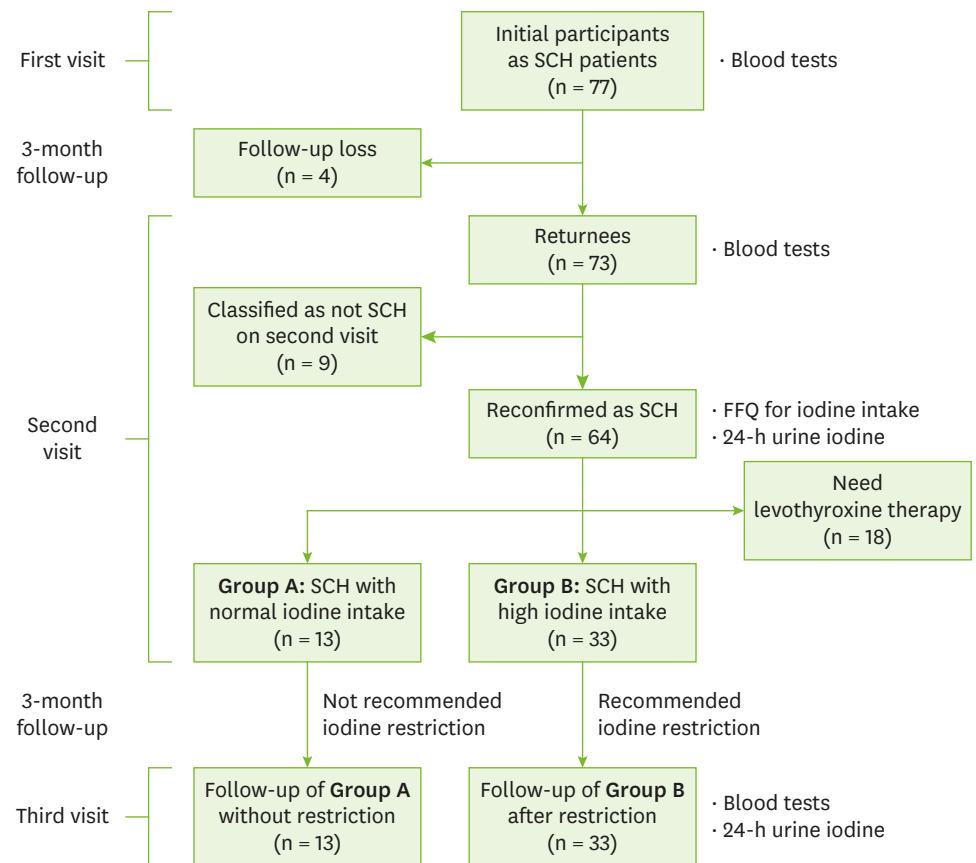 First visit
Initial participants
as SCH patients
(n = 77)
· Blood tests
3-month
follow-up
Follow-up loss
(n = 4)
Returnees
(n = 73)
· Blood tests
Classified as not SCH
on second visit
(n = 9)
Second
visit
Reconfirmed as SCH
(n = 64)
· FFQ for iodine intake
· 24-h urine iodine
Need
levothyroxine therapy
(n = 18)
Group A: SCH with
normal iodine intake
(n = 13)
Group B: SCH with
high iodine intake
(n = 33)
3-month
follow-up
Not recommended
iodine restriction
Recommended
iodine restriction
Third visit
Follow-up of Group A
without restriction
(n = 13)
Follow-up of Group B
after restriction
(n = 33)
· Blood tests
· 24-h urine iodine